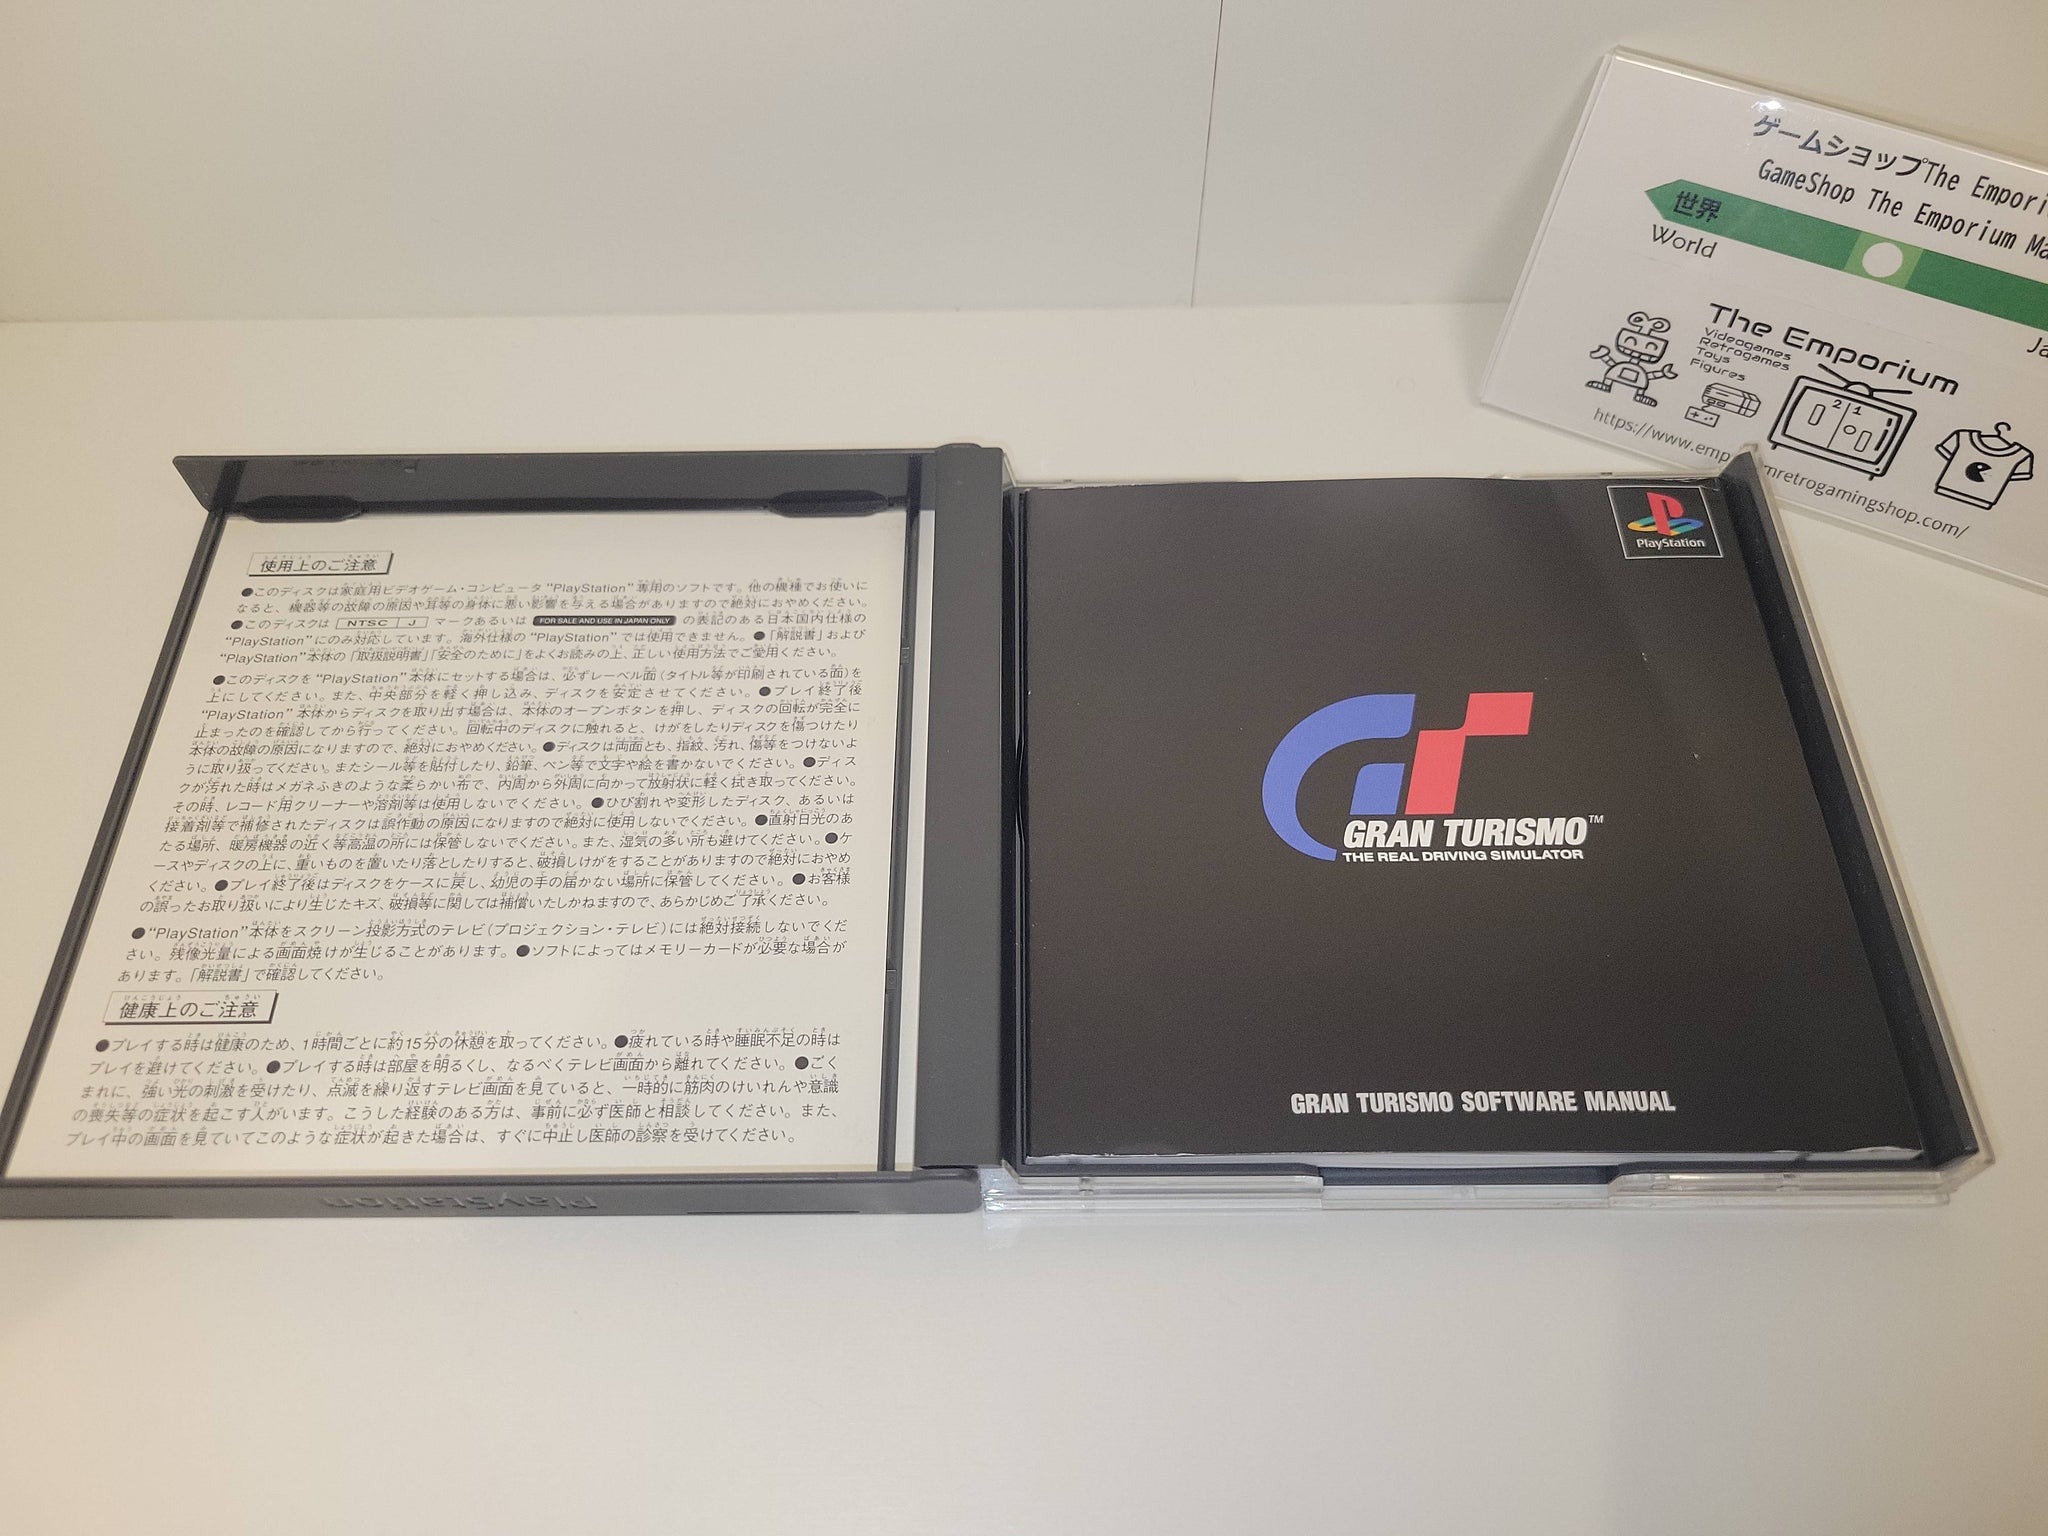 ゲームショップThe Empori
GameShop The Emporium Ma
世界
World
Ja
The Emporium
Videogames
Retrogames
Toys
Figures
2 1
https://www.emp
mretrogamingshop.com/
使用上のご注意
●このディスクは家庭用ビデオゲーム・コンピュータ“PlayStation”専用のソフトです。他の機種でお使いに
なると、機器等の故障の原因や耳等の身体に悪い影響を与える場合がありますので絶対におやめください。
●このディスクは NTSC J マークあるいは FOR SALE AND USE IN JAPAN ONLY の表記のある日本国内仕様の
“PlayStation”にのみ対応しています。海外仕様の“PlayStation”では使用できません。●「解説書」および
“PlayStation”本体の「取扱説明書」「安全のために」をよくお読みの上、正しい使用方法でご愛用ください。
●このディスクを“PlayStation”本体にセットする場合は、必ずレーベル面(タイトル等が印刷されている面)を
上にしてください。また、中央部分を軽く押し込み、ディスクを安定させてください。●プレイ終了後
“PlayStation”本体からディスクを取り出す場合は、本体のオープンボタンを押し、ディスクの回転が完全に
止まったのを確認してから行ってください。回転中のディスクに触れると、けがをしたりディスクを傷つけたり
本体の故障の原因になりますので、絶対におやめください。●ディスクは両面とも、指紋、汚れ、傷等をつけないよ
うに取り扱ってください。またシール等を貼付したり、鉛筆、ペン等で文字や絵を書かないでください。●ディス
クが汚れた時はメガネふきのような柔らかい布で、内周から外周に向かって放射状に軽く拭き取ってください。
その時、レコード用クリーナーや溶剤等は使用しないでください。●ひび割れや変形したディスク、あるいは
接着剤等で補修されたディスクは誤作動の原因になりますので絶対に使用しないでください。●直射日光のあ
たる場所、暖房機器の近く等高温の所には保管しないでください。また、湿気の多い所も避けてください。●ケ
ースやディスクの上に、重いものを置いたり落としたりすると、破損しけがをすることがありますので絶対におやめ
ください。●プレイ終了後はディスクをケースに戻し、幼児の手の届かない場所に保管してください。●お客様
の誤ったお取り扱いにより生じたキズ、破損等に関しては補償いたしかねますので、あらかじめご了承ください。
●“PlayStation”本体をスクリーン投影方式のテレビ(プロジェクション・テレビ)には絶対接続しないでくだ
さい。残像光量による画面焼けが生じることがあります。●ソフトによってはメモリーカードが必要な場合が
あります。「解説書」で確認してください。
健康上のご注意
●プレイする時は健康のため、1時間ごとに約15分の休憩を取ってください。●疲れている時や睡眠不足の時は
プレイを避けてください。●プレイする時は部屋を明るくし、なるべくテレビ画面から離れてください。●ごく
まれに、強い光の刺激を受けたり、点滅を繰り返すテレビ画面を見ていると、一時的に筋肉のけいれんや意識
の喪失等の症状を起こす人がいます。こうした経験のある方は、事前に必ず医師と相談してください。また、
プレイ中の画面を見ていてこのような症状が起きた場合は、すぐに中止し医師の診察を受けてください。
PlayStation
PlayStation
GT
GRAN TURISMO™
THE REAL DRIVING SIMULATOR
GRAN TURISMO SOFTWARE MANUAL